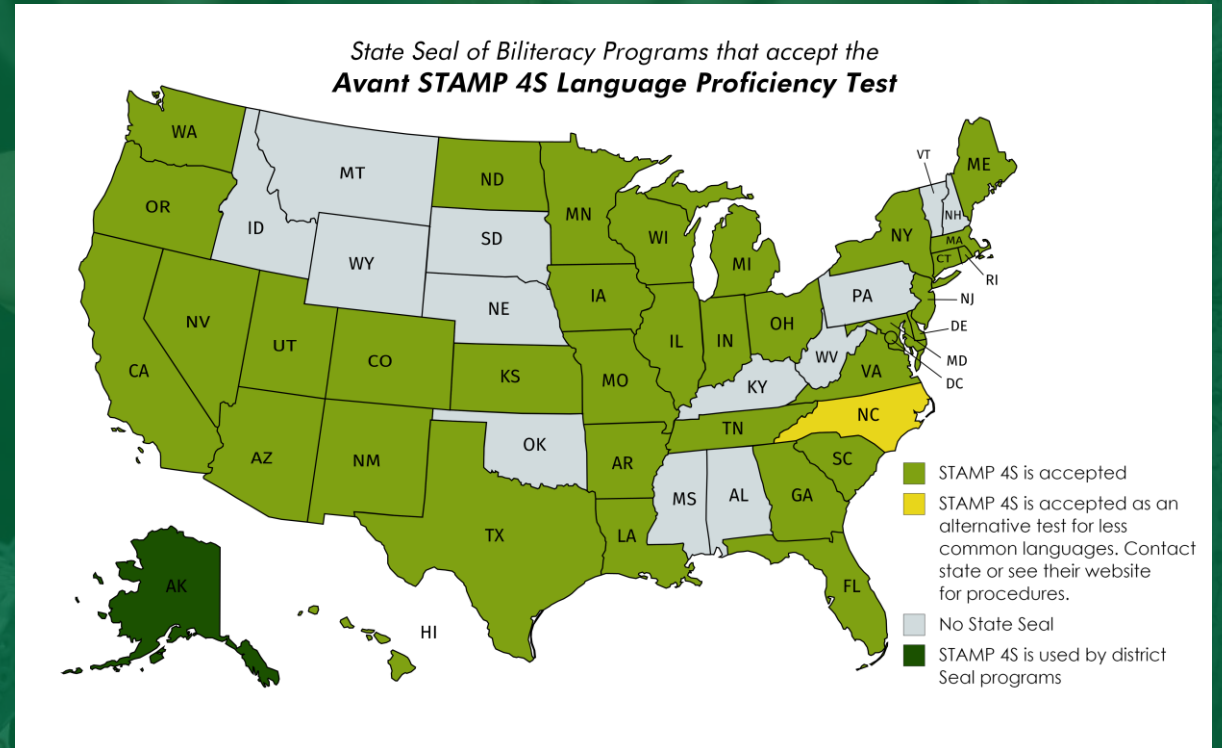 State Seal of Biliteracy Programs that accept the
Avant STAMP 4S Language Proficiency Test
WA
MT
ND
MN
VT
ME
OR
ID
SD
WI
NH
NY
MA
WY
MI
CT
RI
NE
IA
PA
NJ
NV
OH
DE
UT
CO
IL
IN
WV
MD
CA
KS
MO
KY
VA
DC
NC
TN
AZ
NM
OK
AR
SC
STAMP 4S is accepted
MS
AL
GA
STAMP 4S is accepted as an
alternative test for less
common languages. Contact
state or see their website
for procedures.
TX
LA
AK
FL
HI
No State Seal
STAMP 4S is used by district
Seal programs